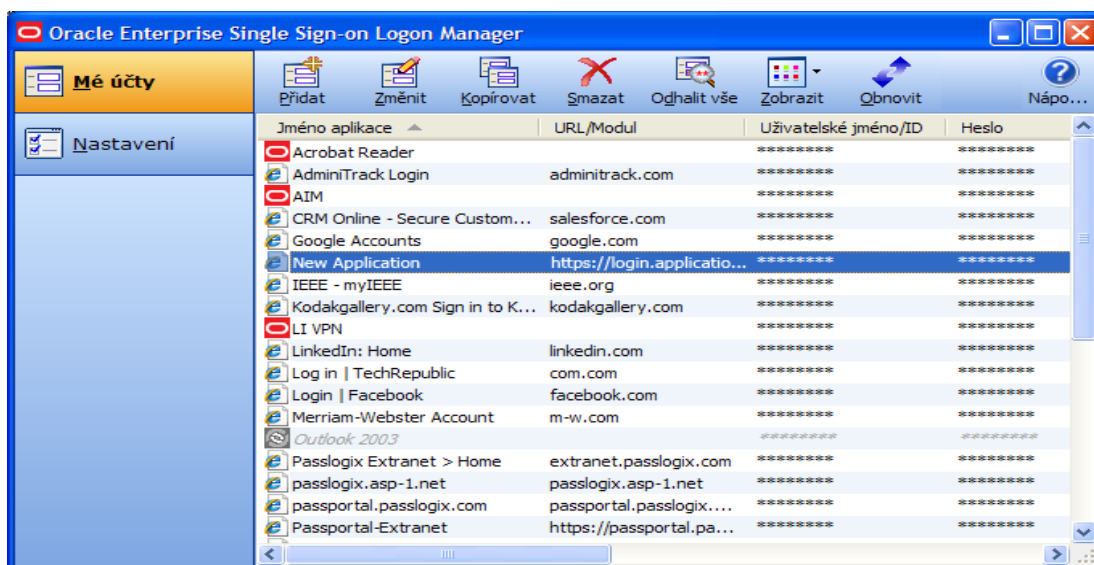 Oracle Enterprise Single Sign-on Logon Manager
Mé účty
Nastavení
Přidat Změnit Kopírovat Smazat Odhalit vše Zobrazit Obnovit Nápo...
Jméno aplikace URL/Modul Uživatelské jméno/ID Heslo
Acrobat Reader ******** ********
AdminiTrack Login adminitrack.com ******** ********
AIM ******** ********
CRM Online - Secure Custom... salesforce.com ******** ********
Google Accounts google.com ******** ********
New Application https://login.applicatio... ******** ********
IEEE - myIEEE ieee.org ******** ********
Kodakgallery.com Sign in to K... kodakgallery.com ******** ********
LI VPN ******** ********
LinkedIn: Home linkedin.com ******** ********
Log in | TechRepublic com.com ******** ********
Login | Facebook facebook.com ******** ********
Merriam-Webster Account m-w.com ******** ********
Outlook 2003 ******** ********
Passlogix Extranet > Home extranet.passlogix.com ******** ********
passlogix.asp-1.net passlogix.asp-1.net ******** ********
passportal.passlogix.com passportal.passlogix.... ******** ********
Passportal-Extranet https://passportal.pa... ******** ********